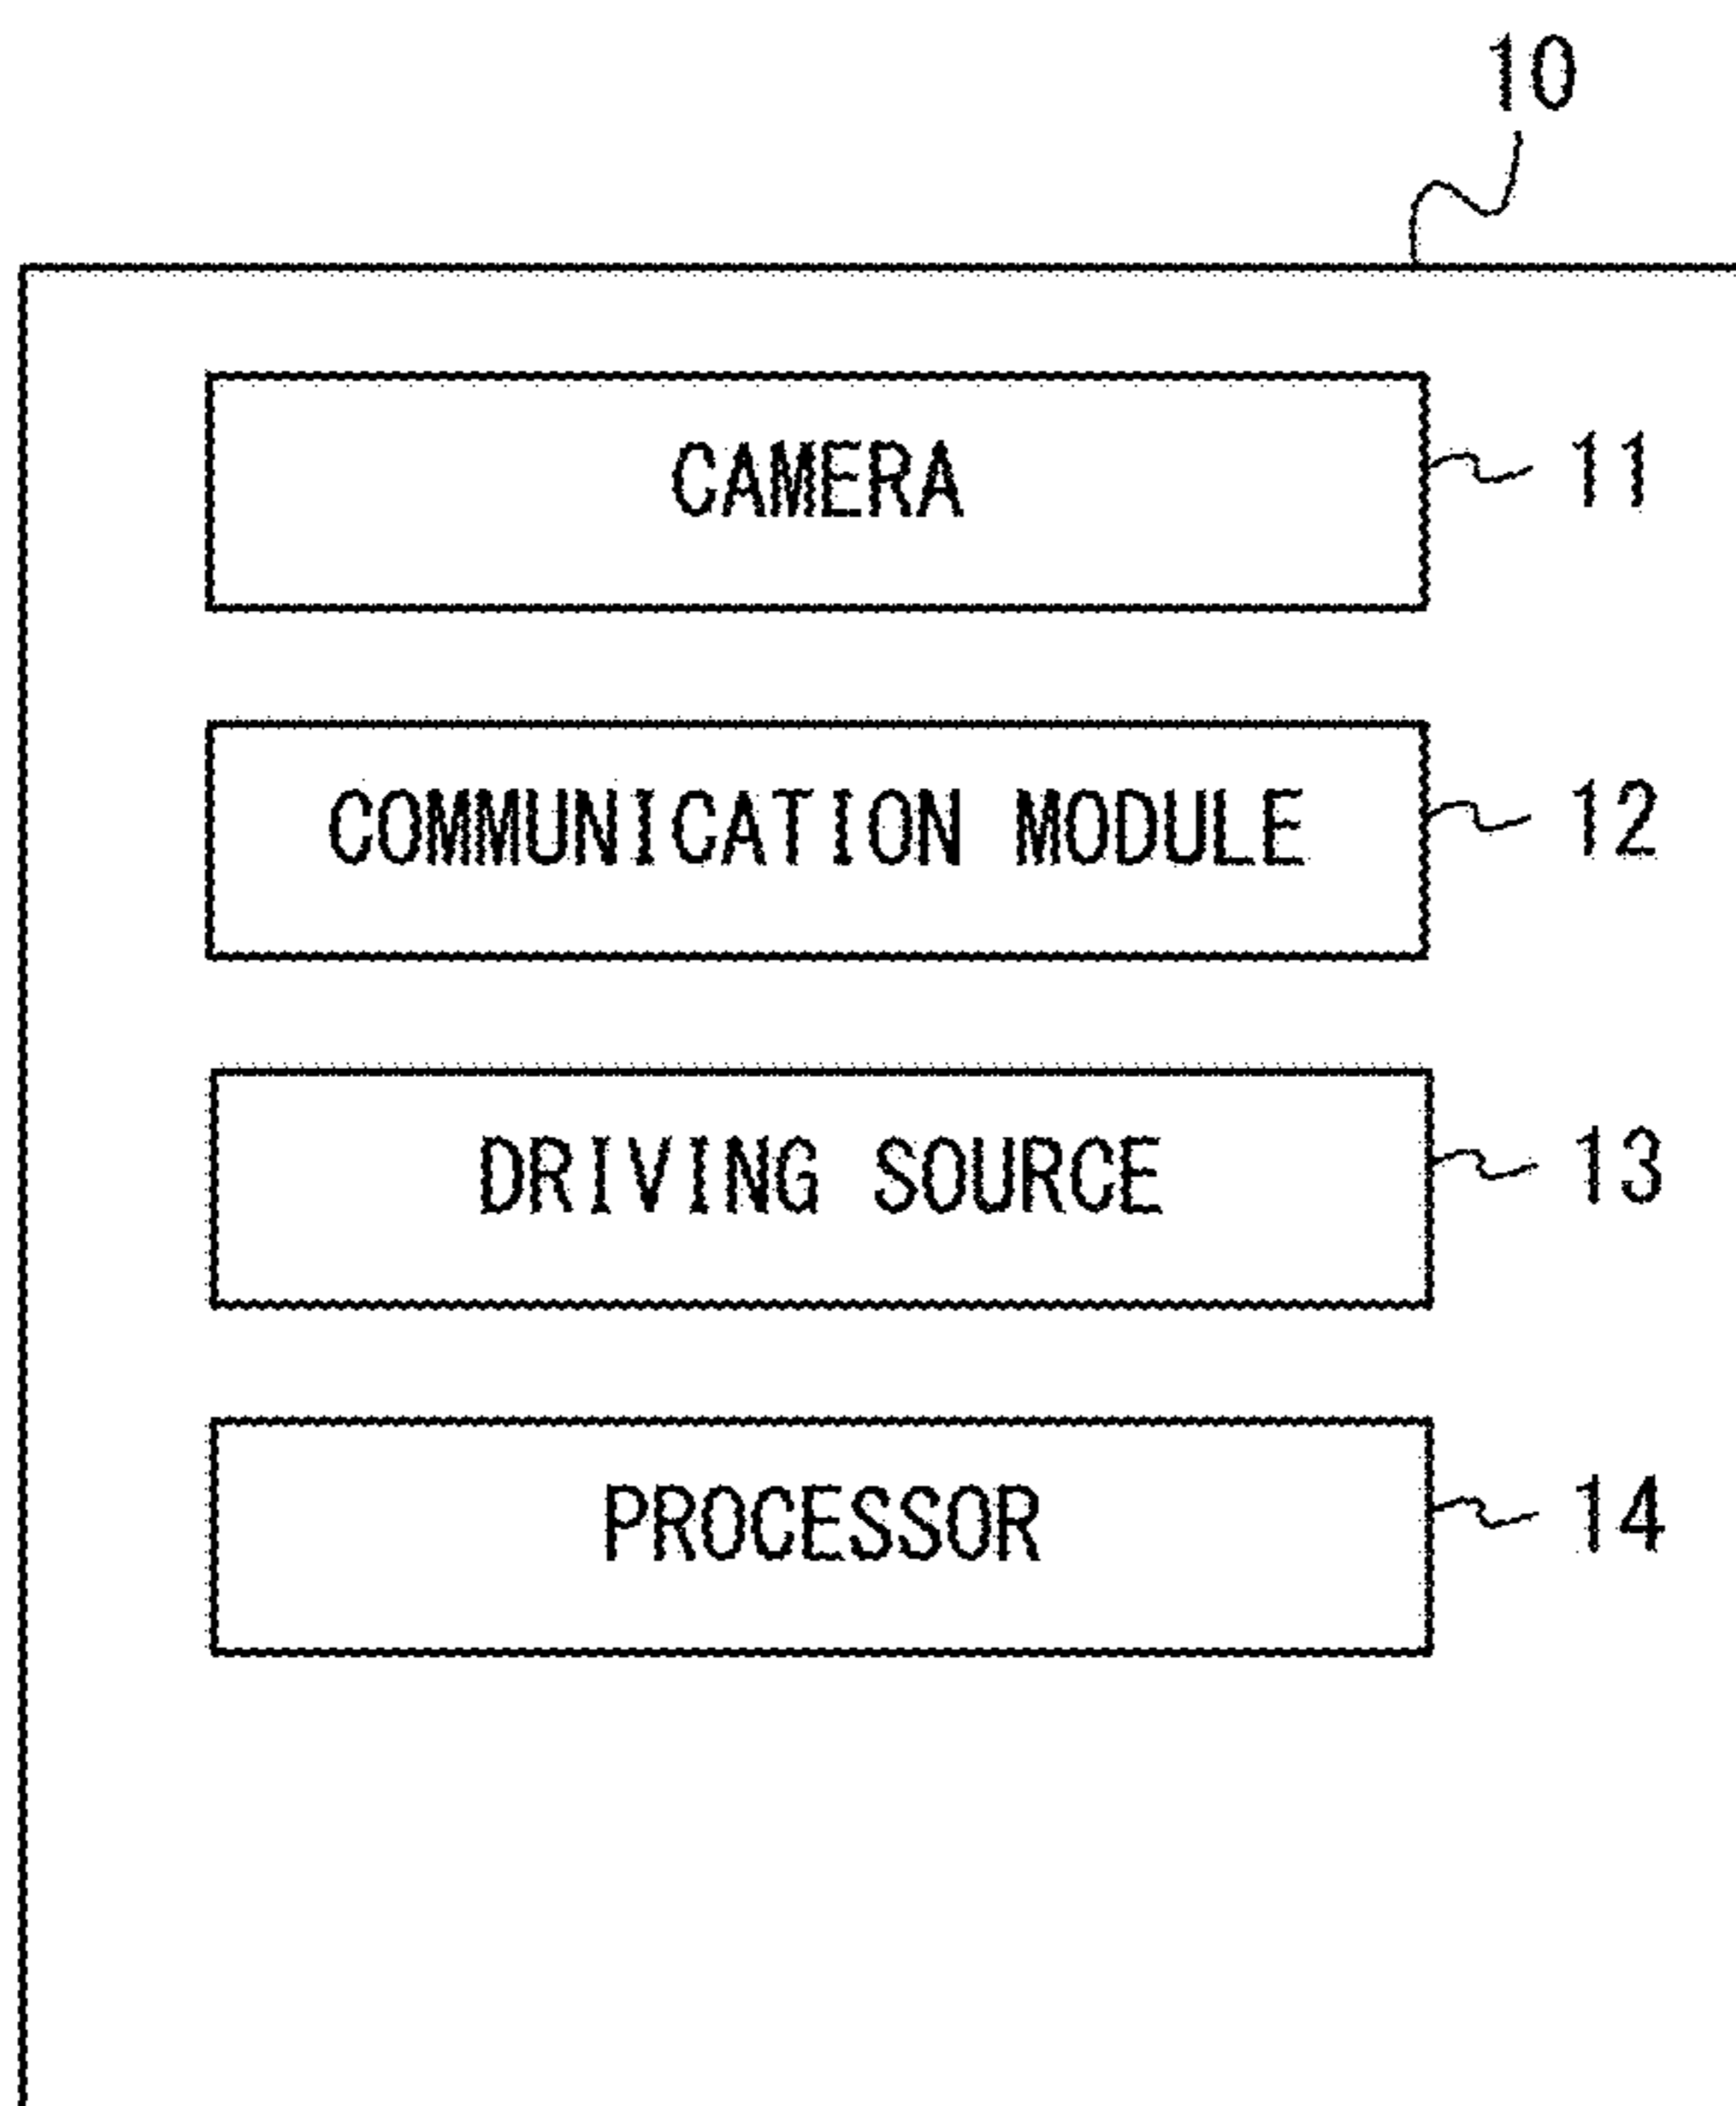 10
CAMERA 11
COMMUNICATION MODULE 12
DRIVING SOURCE 13
PROCESSOR 14